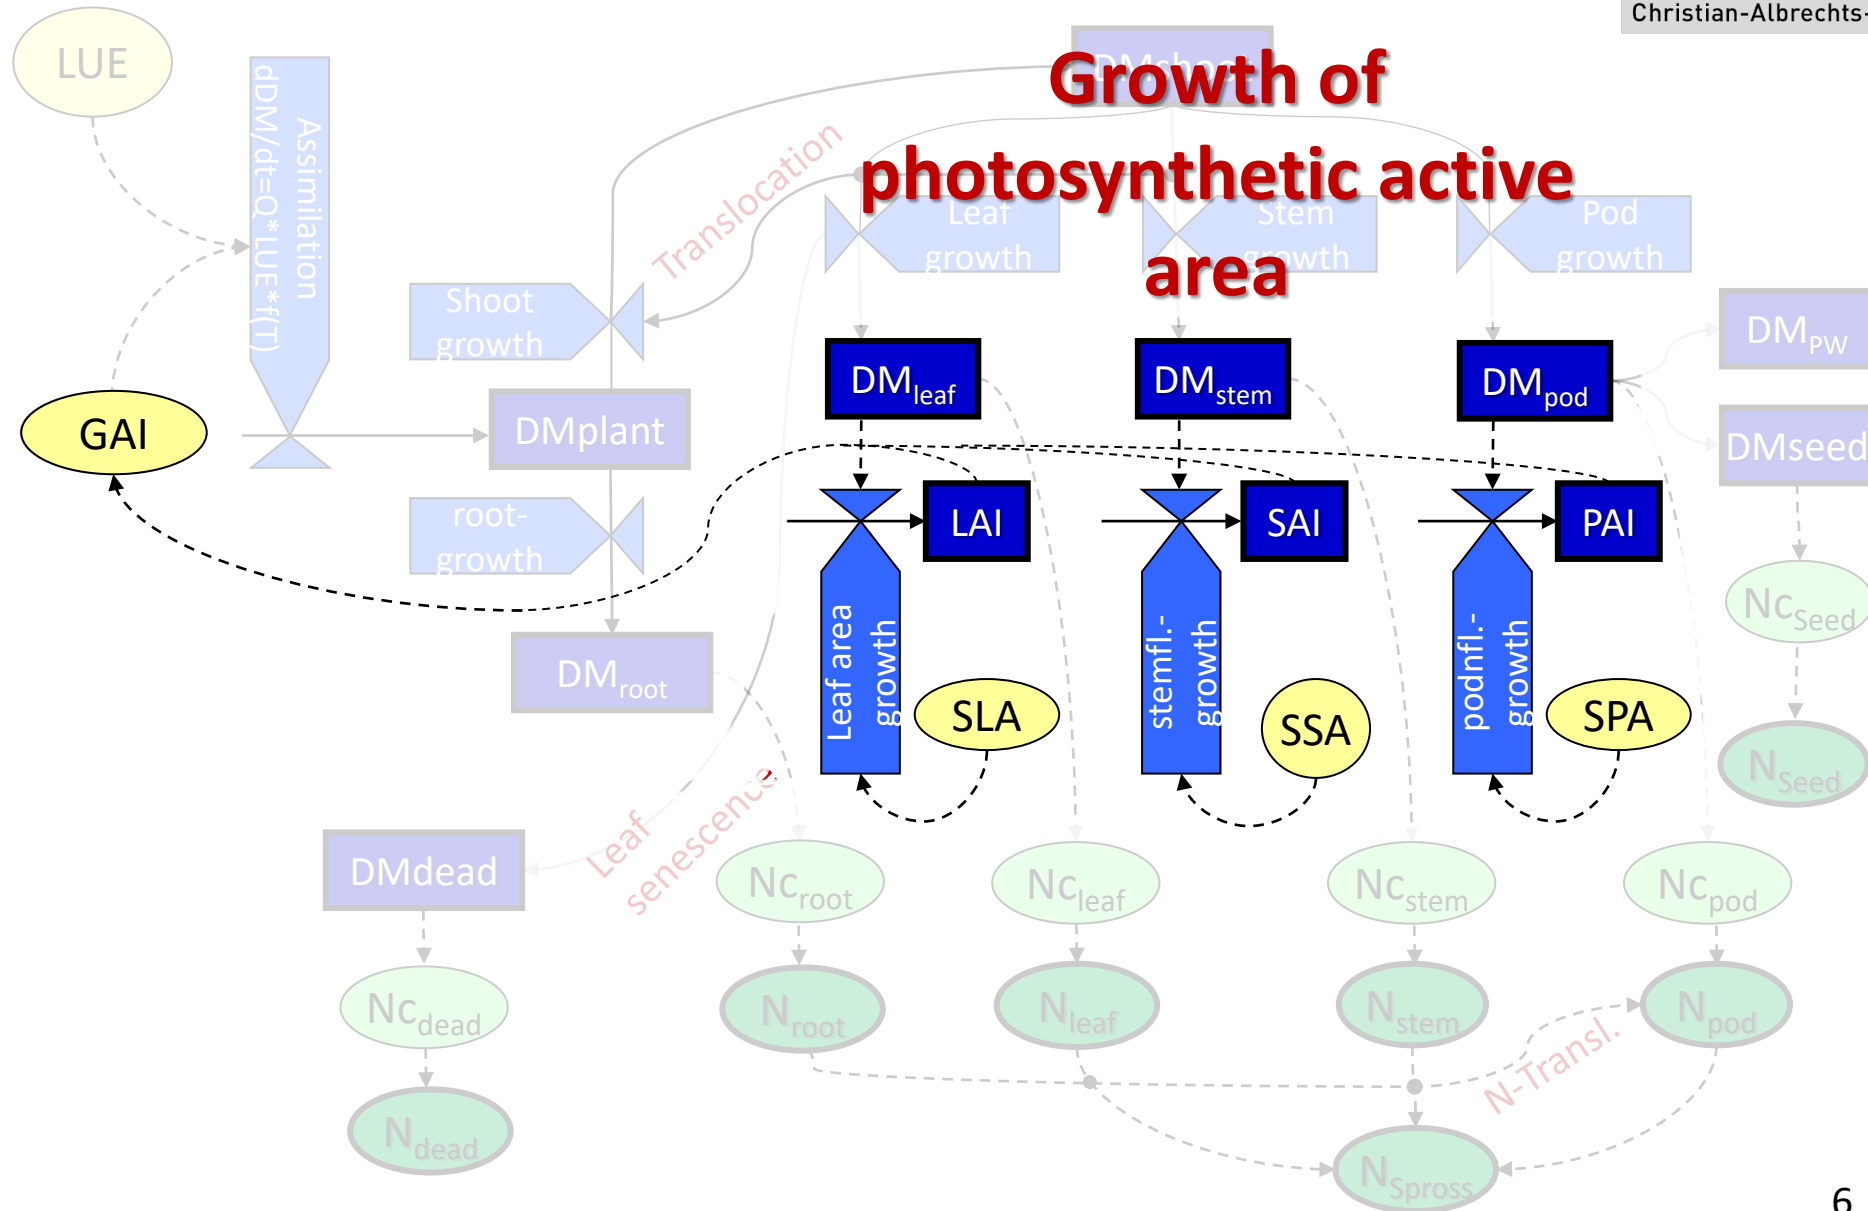 Christian-Albrechts-
LUE
Growth of
photosynthetic active
area
Assimilation
dDM/dt=Q*LUE*f(T)
Translocation
Leaf
growth
Stem
growth
Pod
growth
Shoot
growth
DMPW
DMleaf
DMstem
DMpod
GAI
DMplant
DMseed
root-
growth
LAI
SAI
PAI
NcSeed
Leaf area
growth
stemfl.-
growth
podnfl.-
growth
DMroot
SLA
SSA
SPA
NSeed
Leaf
senescence
DMdead
Ncroot
Ncleaf
Ncstem
Ncpod
Ncdead
Nroot
Nleaf
Nstem
Npod
N-Transl.
Ndead
NSpross
6